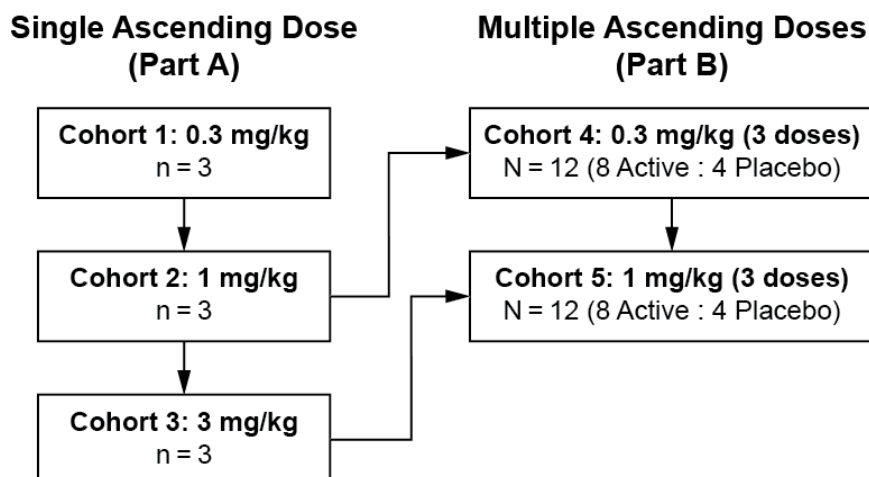 Single Ascending Dose
(Part A)
Cohort 1: 0.3 mg/kg
n = 3
Cohort 2: 1 mg/kg
n = 3
Cohort 3: 3 mg/kg
n = 3
Multiple Ascending Doses
(Part B)
Cohort 4: 0.3 mg/kg (3 doses)
N = 12 (8 Active : 4 Placebo)
Cohort 5: 1 mg/kg (3 doses)
N = 12 (8 Active : 4 Placebo)